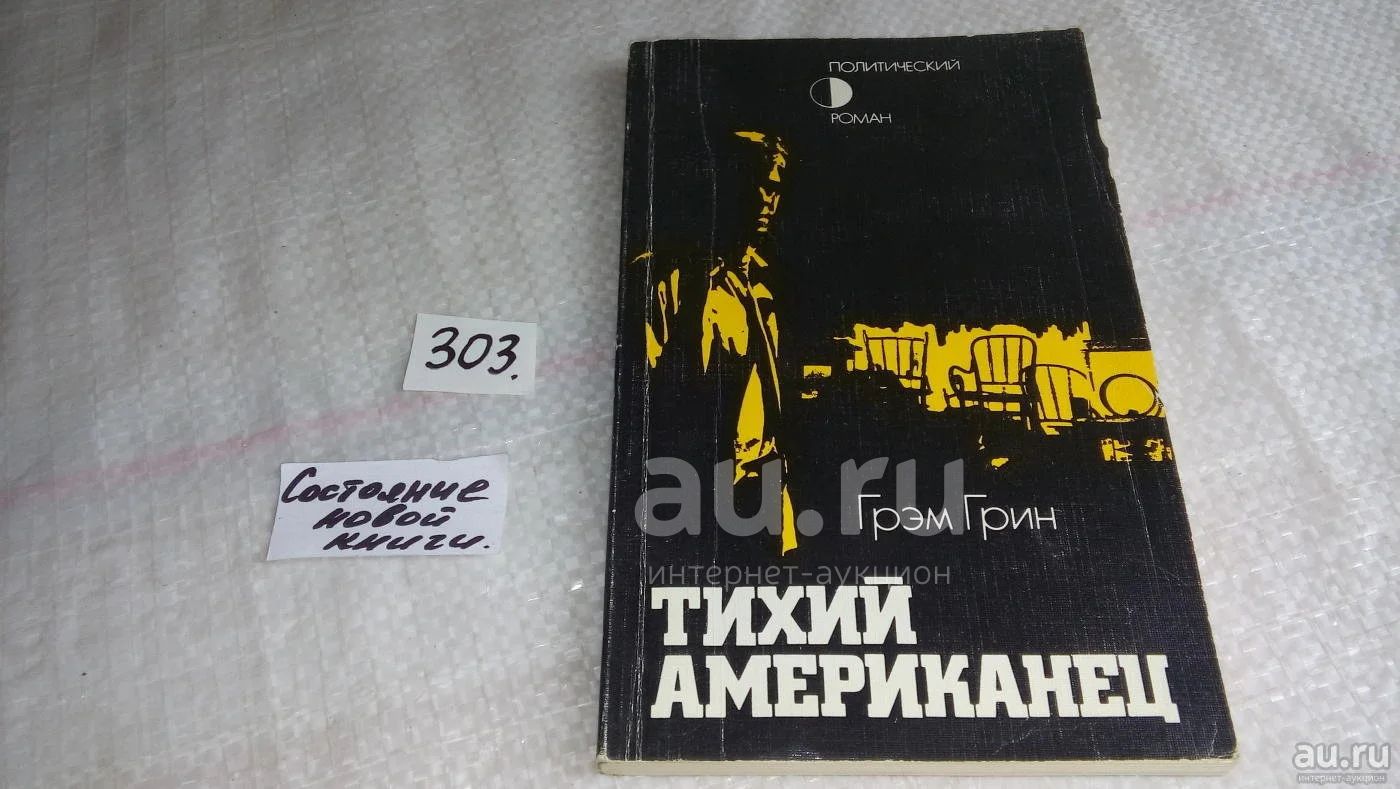 ПОЛИТИЧЕСКИЙ
РОМАН
303.
Состояние
новой
книги.
au.ru
Грэм Грин
интернет-аукцион
ТИХИЙ
АМЕРИКАНЕЦ
au.ru
интернет-аукцион